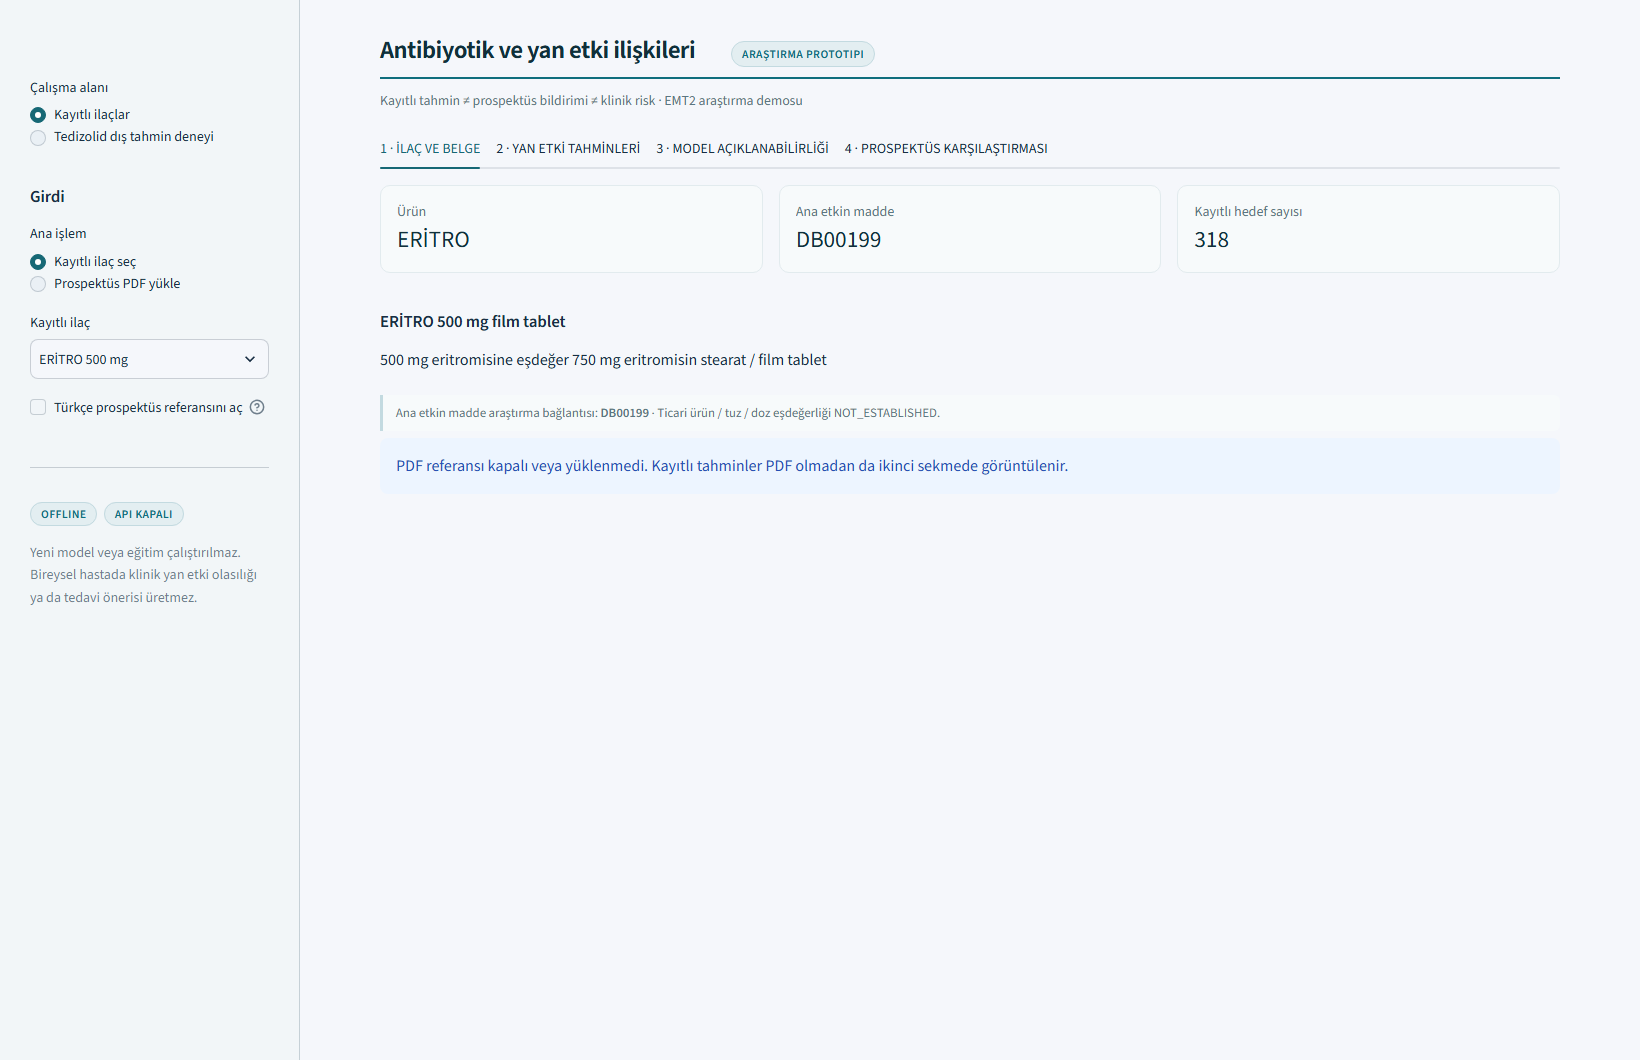 Çalışma alanı
Kayıtlı ilaçlar
Tedizolid dış tahmin deneyi
Girdi
Ana işlem
Kayıtlı ilaç seç
Prospektüs PDF yükle
Kayıtlı ilaç
ERİTRO 500 mg
Türkçe prospektüs referansını aç
OFFLINE API KAPALI
Yeni model veya eğitim çalıştırılmaz.
Bireysel hastada klinik yan etki olasılığı
ya da tedavi önerisi üretmez.
Antibiyotik ve yan etki ilişkileri ARAŞTIRMA PROTOTIPI
Kayıtlı tahmin ≠ prospektüs bildirimi ≠ klinik risk · EMT2 araştırma demosu
1 · İLAÇ VE BELGE 2 · YAN ETKİ TAHMİNLERİ 3 · MODEL AÇIKLANABİLİRLİĞİ 4 · PROSPEKTÜS KARŞILAŞTIRMASI
Ürün
ERİTRO
Ana etkin madde
DB00199
Kayıtlı hedef sayısı
318
ERİTRO 500 mg film tablet
500 mg eritromisine eşdeğer 750 mg eritromisin stearat / film tablet
Ana etkin madde araştırma bağlantısı: DB00199 · Ticari ürün / tuz / doz eşdeğerliği NOT_ESTABLISHED.
PDF referansı kapalı veya yüklenmedi. Kayıtlı tahminler PDF olmadan da ikinci sekmede görüntülenir.